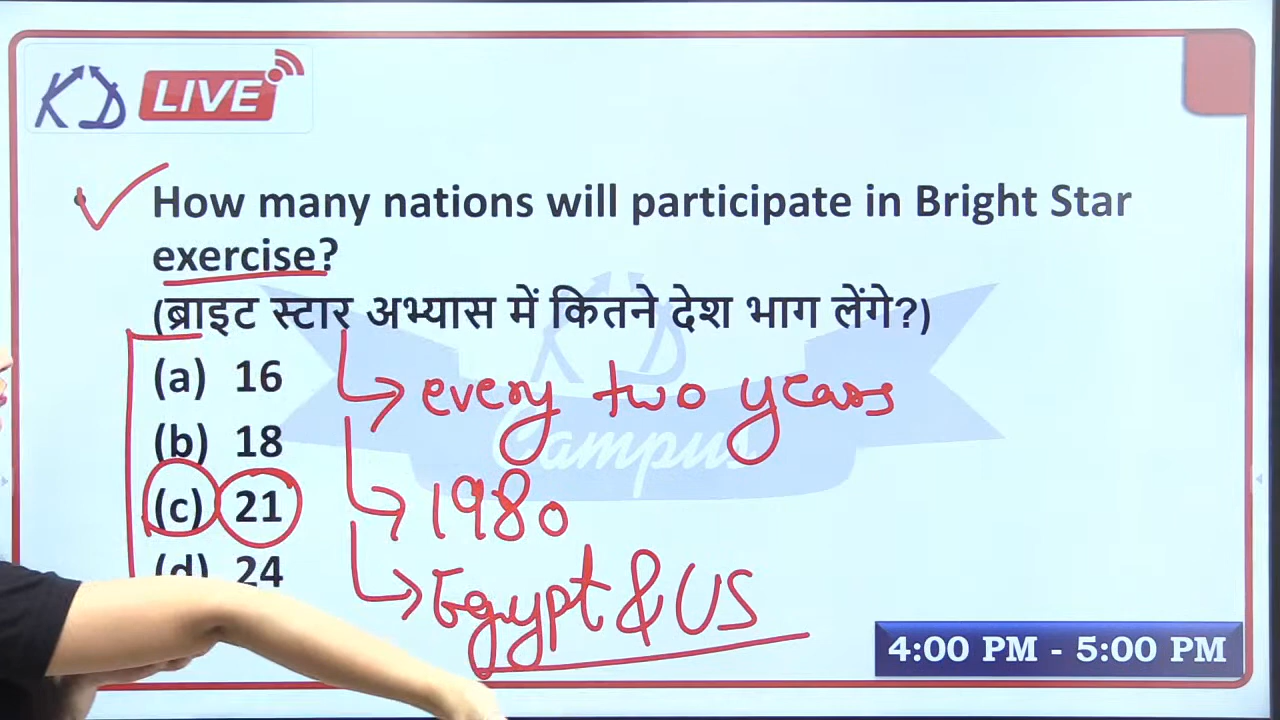 KD LIVE
How many nations will participate in Bright Star
exercise?
(ब्राइट स्टार अभ्यास में कितने देश भाग लेंगे?)
(a) 16
every two years
(b) 18
Campus
(c) 21
1980
(d) 24
Egypt & US
4:00 PM - 5:00 PM